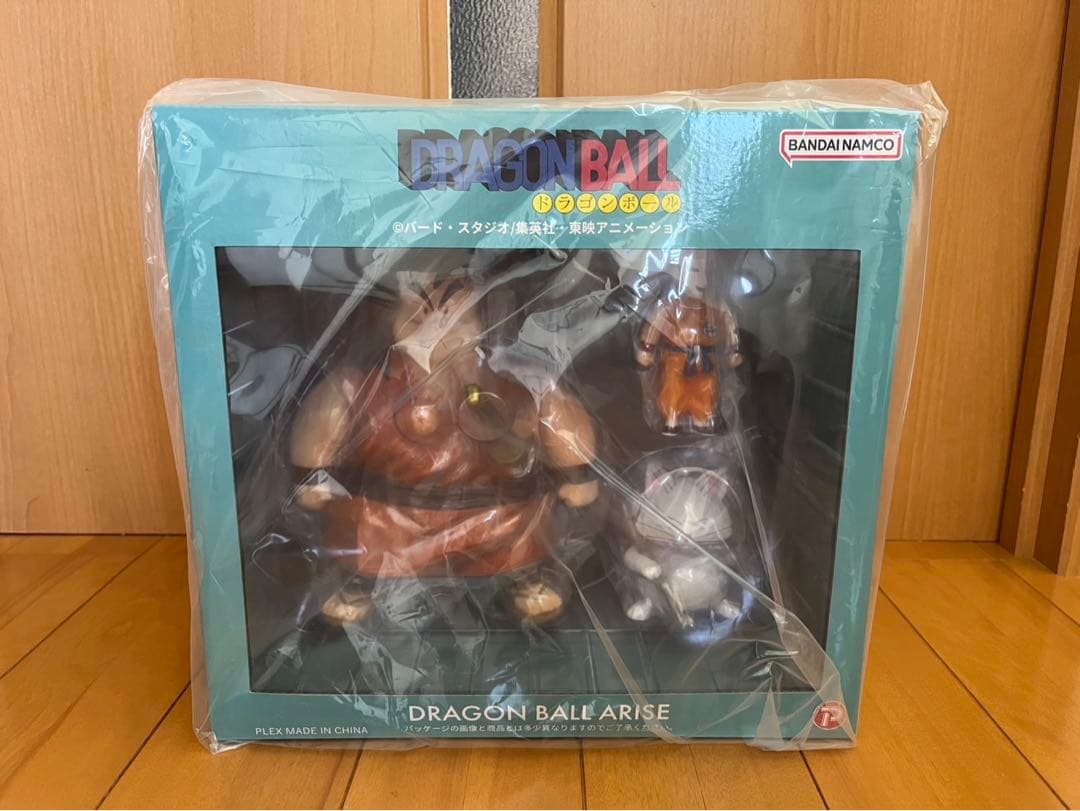 DRAGON BALL
ドラゴンボール
BANDAI NAMCO
©バード・スタジオ/集英社・東映アニメーション
DRAGON BALL ARISE
PLEX MADE IN CHINA
パッケージの画像と商品とは多少異なりますのでご了承ください。